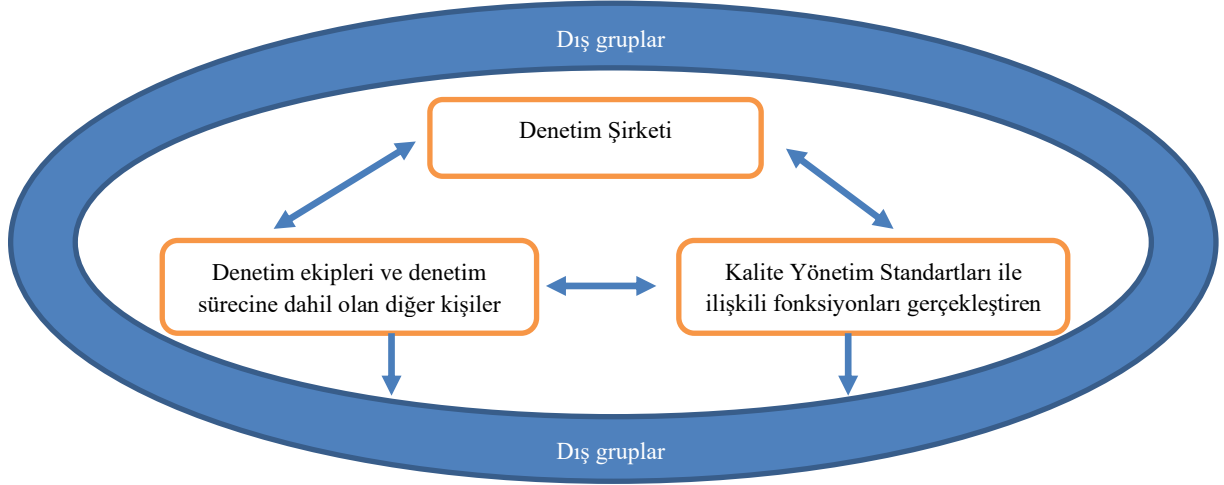 Dış gruplar
Denetim Şirketi
Denetim ekipleri ve denetim
sürecine dahil olan diğer kişiler
Kalite Yönetim Standartları ile
ilişkili fonksiyonları gerçekleştiren
Dış gruplar